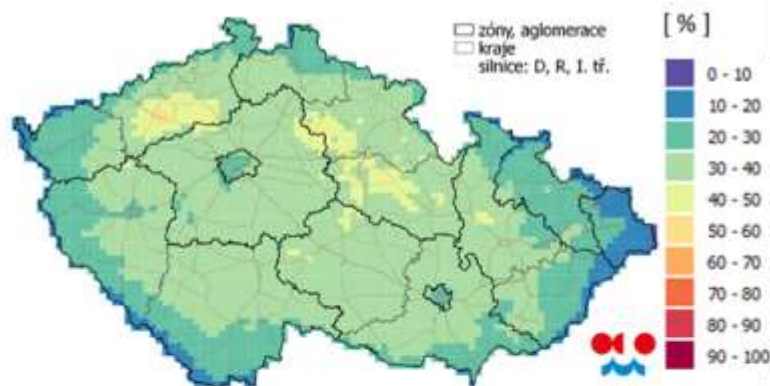 zóny, aglomerace
kraje
silnice: D, R, I. tř.
[ % ]
0 - 10
10 - 20
20 - 30
30 - 40
40 - 50
50 - 60
60 - 70
70 - 80
80 - 90
90 - 100